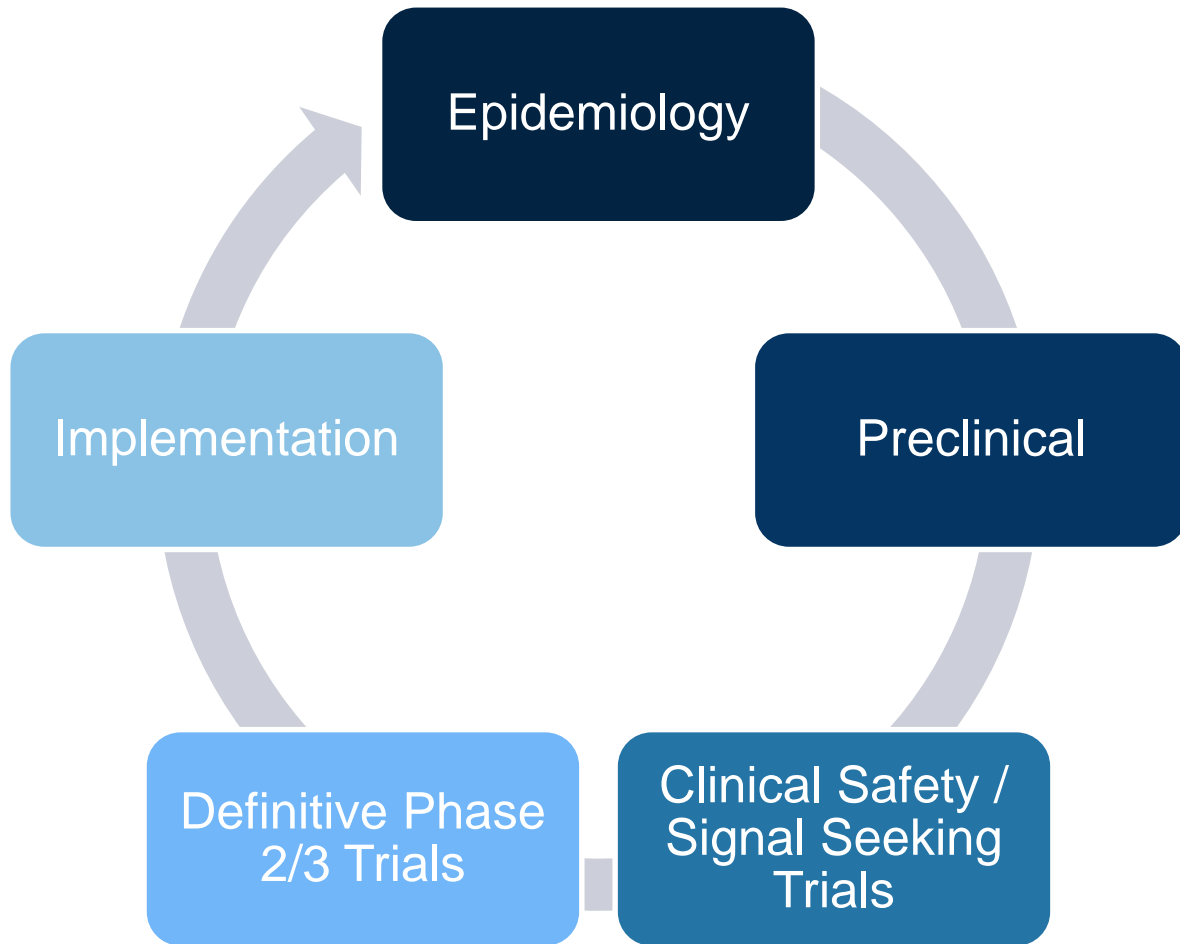 Epidemiology
Preclinical
Clinical Safety /
Signal Seeking
Trials
Definitive Phase
2/3 Trials
Implementation